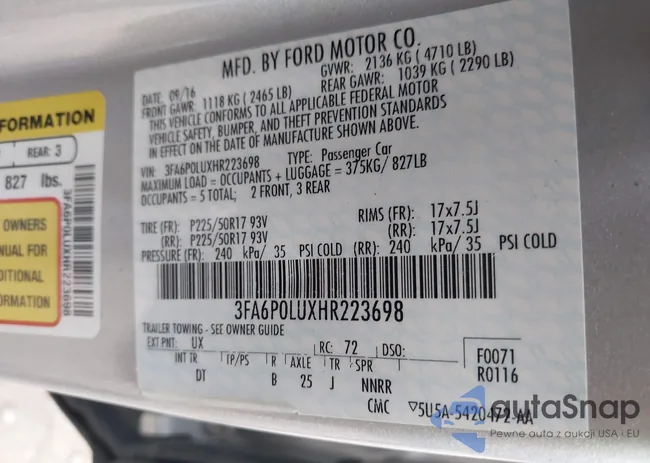 MFD. BY FORD MOTOR CO.
DATE: 09/16 GVWR: 2136 KG ( 4710 LB)
FRONT GAWR: 1118 KG ( 2465 LB) REAR GAWR: 1039 KG ( 2290 LB)
THIS VEHICLE CONFORMS TO ALL APPLICABLE FEDERAL MOTOR
VEHICLE SAFETY, BUMPER, AND THEFT PREVENTION STANDARDS
IN EFFECT ON THE DATE OF MANUFACTURE SHOWN ABOVE.
VIN: 3FA6P0LUXHR223698 TYPE: Passenger Car
MAXIMUM LOAD = OCCUPANTS + LUGGAGE = 375KG/ 827LB
OCCUPANTS = 5 TOTAL; 2 FRONT, 3 REAR
TIRE (FR): P225/50R17 93V RIMS (FR): 17x7.5J
(RR): P225/50R17 93V (RR): 17x7.5J
PRESSURE (FR): 240 kPa/ 35 PSI COLD (RR): 240 kPa/ 35 PSI COLD
3FA6P0LUXHR223698
TRAILER TOWING - SEE OWNER GUIDE
EXT PNT: UX RC: 72 DSO:
INT TR TP/PS R AXLE TR SPR
DT B 25 J NNRR
F0071
R0116
CMC ▽5U5A-5420472-AA
FORMATION
REAR: 3
827 lbs.
OWNERS
NUAL FOR
DITIONAL
FORMATION
3FA6P0LUXHR223698
autoSnap
Pewne auta z aukcji USA i EU